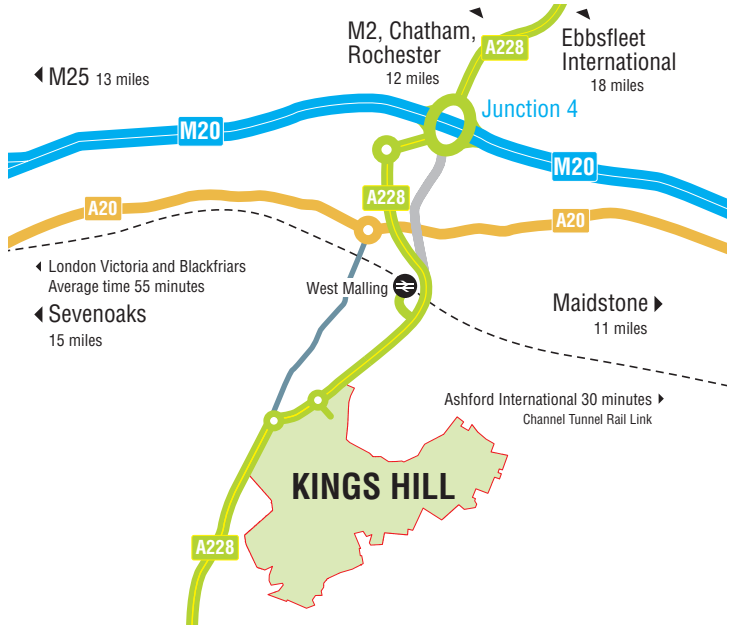 M2, Chatham,
Rochester
12 miles
A228
Ebbsfleet
International
18 miles
M25 13 miles
Junction 4
M20
M20
A228
A20
A20
London Victoria and Blackfriars
Average time 55 minutes
West Malling
Sevenoaks
15 miles
Maidstone
11 miles
Ashford International 30 minutes
Channel Tunnel Rail Link
KINGS HILL
A228